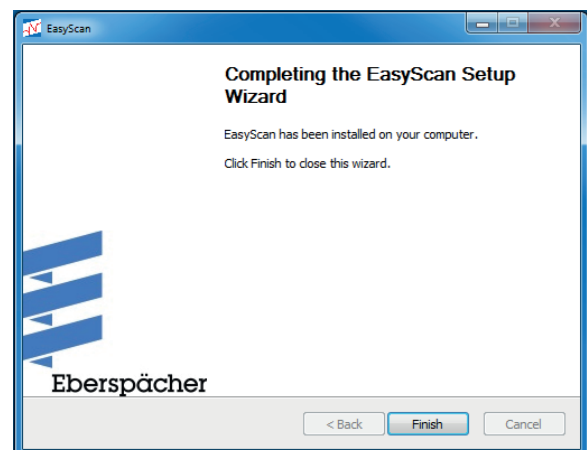 EasyScan
Completing the EasyScan Setup
Wizard
EasyScan has been installed on your computer.
Click Finish to close this wizard.
Eberspächer
< Back
Finish
Cancel